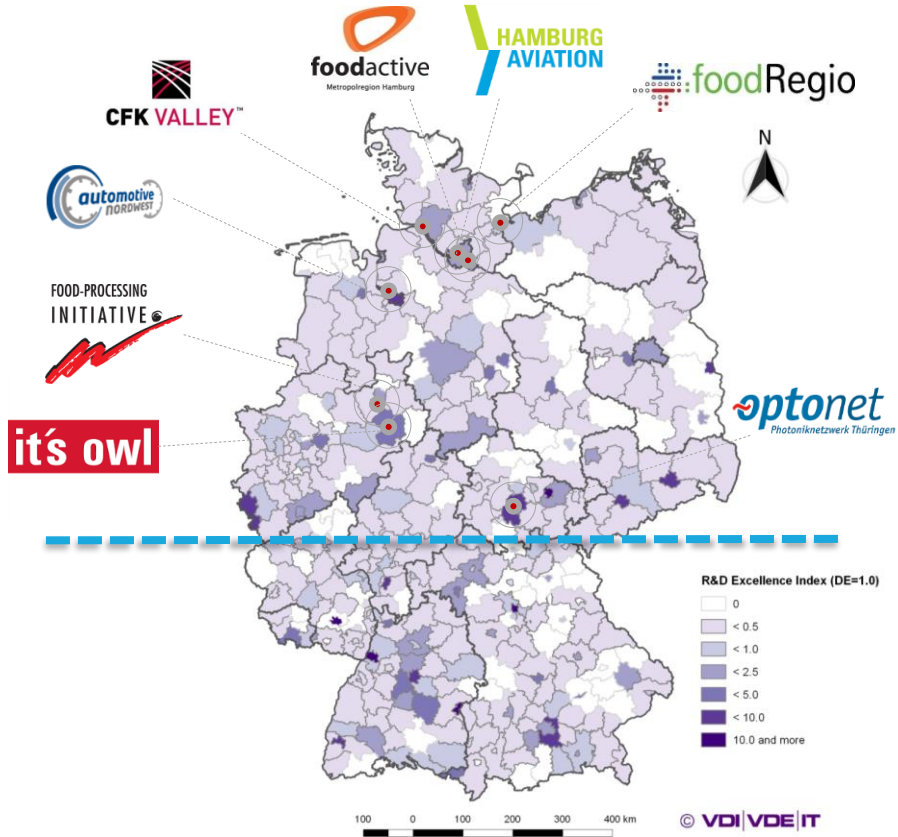 foodactive
Metropolregion Hamburg
HAMBURG
AVIATION
foodRegio
CFK VALLEY™
N
automotive
NORDWEST
FOOD-PROCESSING
INITIATIVE
optonet
Photoniknetzwerk Thüringen
it's owl
R&D Excellence Index (DE=1.0)
0
< 0.5
< 1.0
< 2.5
< 5.0
< 10.0
10.0 and more
100 0 100 200 300 400 km
© VDI|VDE|IT